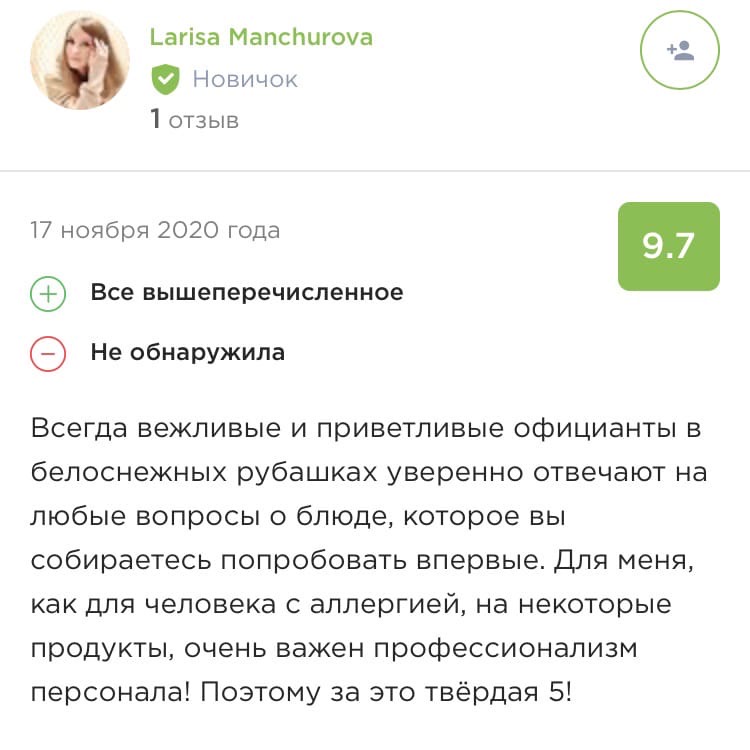 Larisa Manchurova
Новичок
1 отзыв
17 ноября 2020 года
9.7
Все вышеперечисленное
Не обнаружила
Всегда вежливые и приветливые официанты в
белоснежных рубашках уверенно отвечают на
любые вопросы о блюде, которое вы
собираетесь попробовать впервые. Для меня,
как для человека с аллергией, на некоторые
продукты, очень важен профессионализм
персонала! Поэтому за это твёрдая 5!